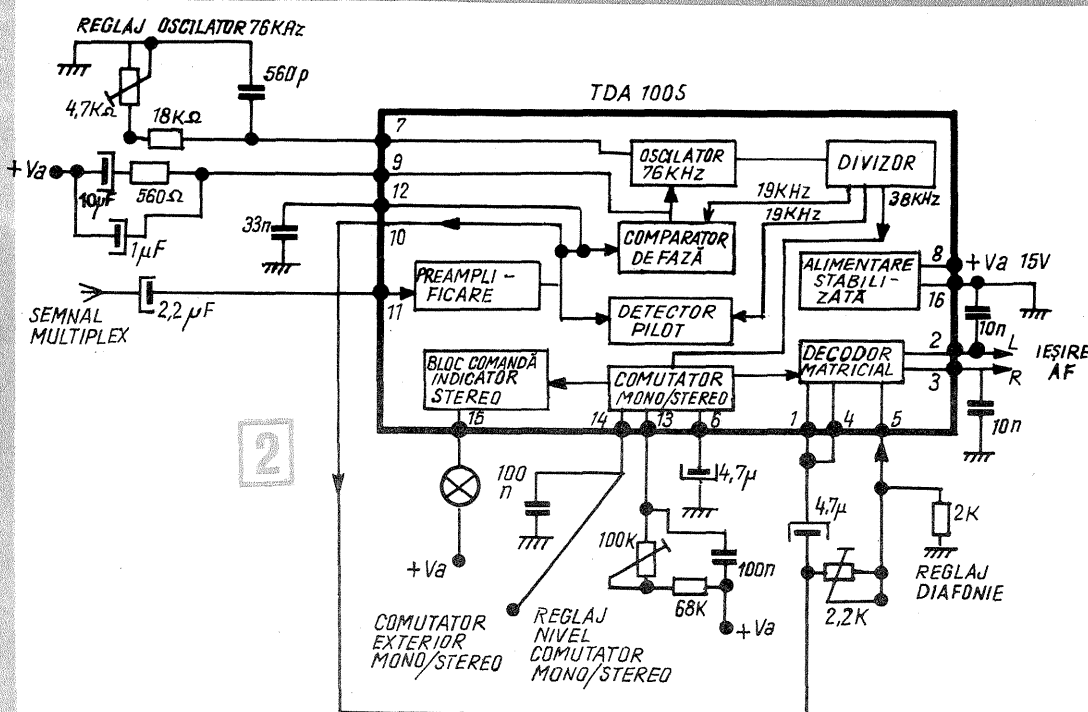 REGLAJ OSCILATOR 76KHz
560p
4,7KΩ
18KΩ
TDA 1005
7
+Va
10µF
560Ω
9
OSCILATOR
76KHz
DIVIZOR
12
19KHz
19KHz
38KHz
33n
10
1µF
COMPARATOR
DE FAZĂ
8
+Va 15V
ALIMENTARE
STABILI-
ZATĂ
16
PREAMPLI-
FICARE
SEMNAL
MULTIPLEX
2,2µF
11
DETECTOR
PILOT
10n
2
L
IEȘIRE
AF
BLOC COMANDĂ
INDICATOR
STEREO
COMUTATOR
MONO/STEREO
DECODOR
MATRICIAL
3
R
15
14
13
6
1
4
5
10n
2
100
n
4,7µ
4,7µ
2K
100K
100n
+Va
68K
2,2K
REGLAJ
DIAFONIE
+Va
COMUTATOR
EXTERIOR
MONO/STEREO
REGLAJ
NIVEL
COMUTATOR
MONO/STEREO